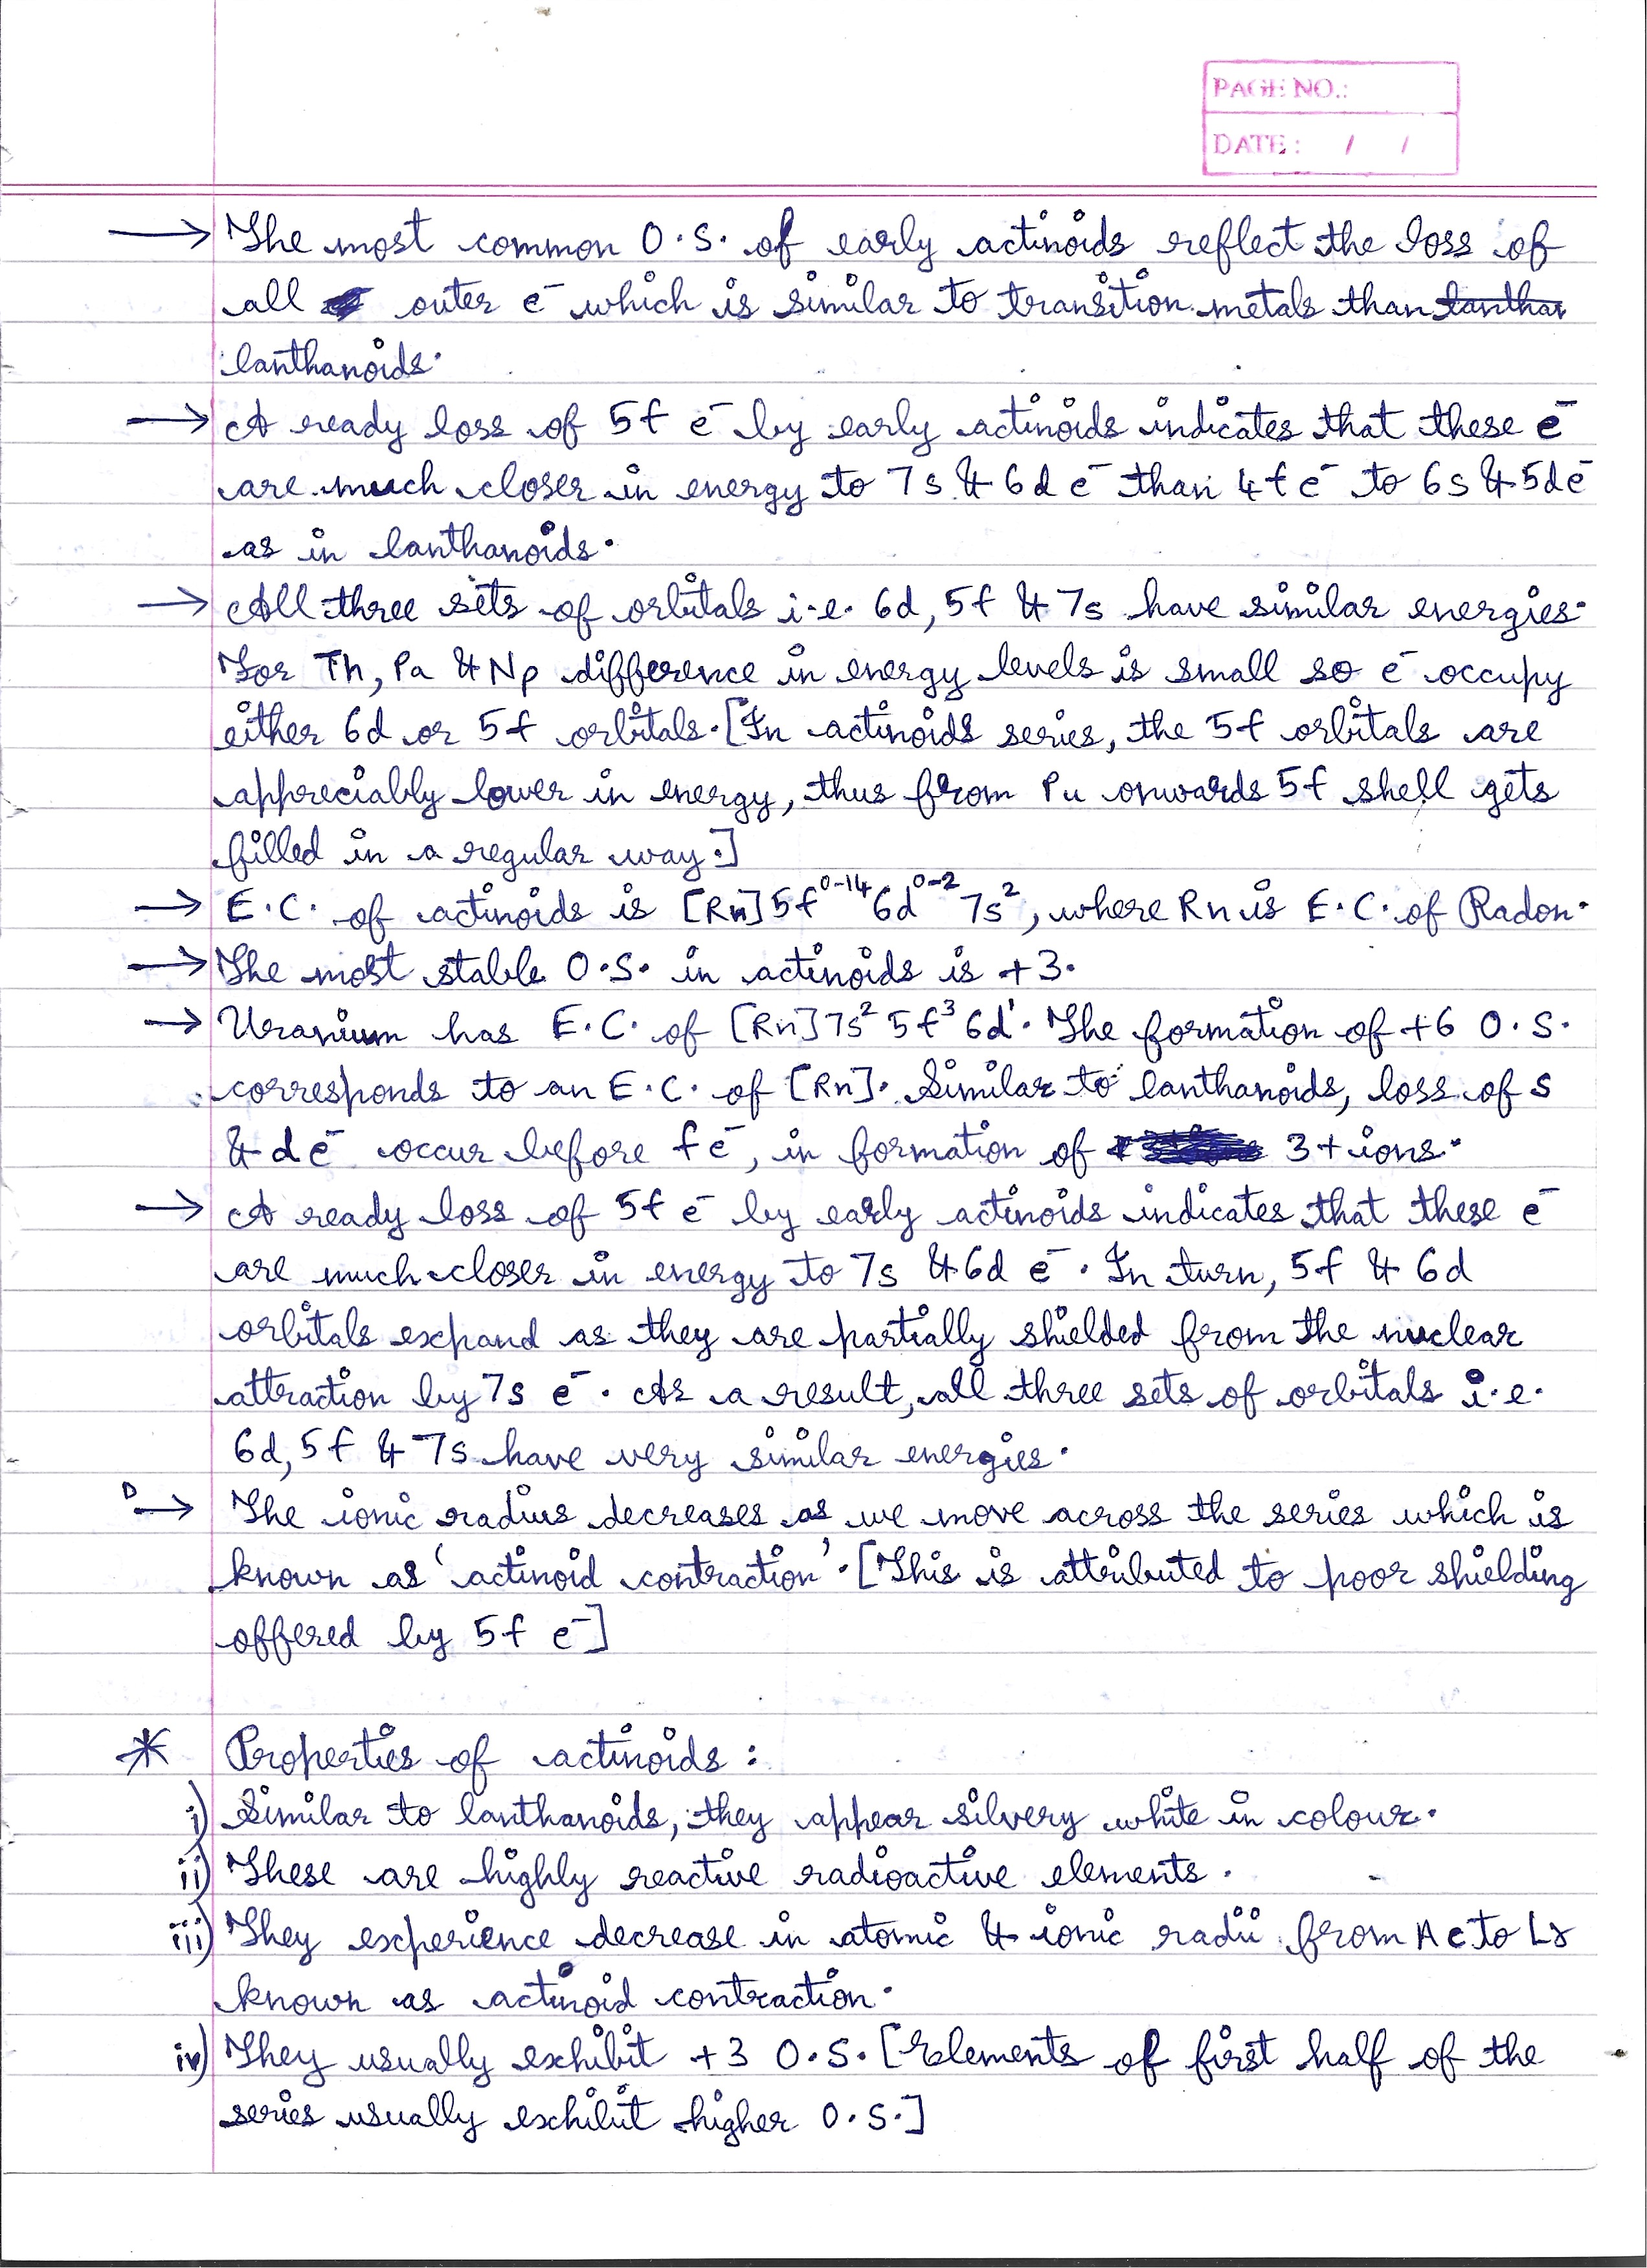 PAGE NO.:
DATE: / /
→ The most common O.S. of early actinoids reflect the loss of
all outer e⁻ which is similar to transition metals than lanthan
lanthanoids.
→ A ready loss of 5f e⁻ by early actinoids indicates that these e⁻
are much closer in energy to 7s & 6d e⁻ than 4f e⁻ to 6s & 5d e⁻
as in lanthanoids.
→ All three sets of orbitals i.e. 6d, 5f & 7s have similar energies.
For Th, Pa & Np difference in energy levels is small so e⁻ occupy
either 6d or 5f orbitals. [In actinoids series, the 5f orbitals are
appreciably lower in energy, thus from Pu onwards 5f shell gets
filled in a regular way.]
→ E.C. of actinoids is [Rn] 5f⁰⁻¹⁴ 6d⁰⁻² 7s², where Rn is E.C. of Radon.
→ The most stable O.S. in actinoids is +3.
→ Uranium has E.C. of [Rn] 7s² 5f³ 6d¹. The formation of +6 O.S.
corresponds to an E.C. of [Rn]. Similar to lanthanoids, loss of s
& d e⁻ occur before f e⁻, in formation of 3+ ions.
→ A ready loss of 5f e⁻ by early actinoids indicates that these e⁻
are much closer in energy to 7s & 6d e⁻. In turn, 5f & 6d
orbitals expand as they are partially shielded from the nuclear
attraction by 7s e⁻. As a result, all three sets of orbitals i.e.
6d, 5f & 7s have very similar energies.
→ The ionic radius decreases as we move across the series which is
known as 'actinoid contraction'. [This is attributed to poor shielding
offered by 5f e⁻]
* Properties of actinoids :
i) Similar to lanthanoids, they appear silvery white in colour.
ii) These are highly reactive radioactive elements.
iii) They experience decrease in atomic & ionic radii from Ac to Lr
known as actinoid contraction.
iv) They usually exhibit +3 O.S. [Elements of first half of the
series usually exhibit higher O.S.]